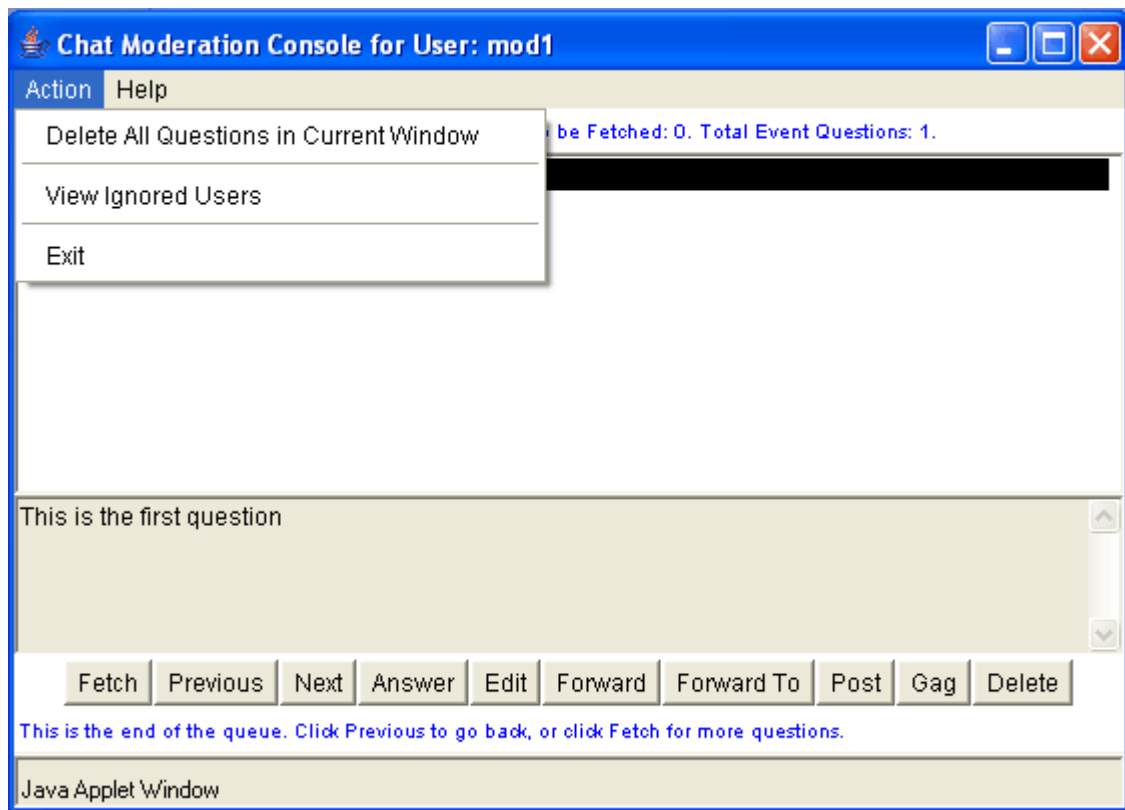 Chat Moderation Console for User: mod1
Action Help
Delete All Questions in Current Window
be Fetched: 0. Total Event Questions: 1.
View Ignored Users
Exit
This is the first question
Fetch Previous Next Answer Edit Forward Forward To Post Gag Delete
This is the end of the queue. Click Previous to go back, or click Fetch for more questions.
Java Applet Window